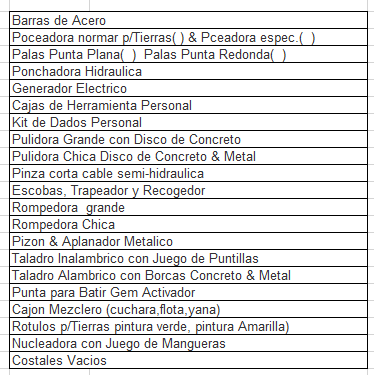 Barras de Acero
Poceadora normar p/Tierras( ) & Pceadora espec.(  )
Palas Punta Plana(  )  Palas Punta Redonda(  )
Ponchadora Hidraulica
Generador Electrico
Cajas de Herramienta Personal
Kit de Dados Personal
Pulidora Grande con Disco de Concreto
Pulidora Chica Disco de Concreto & Metal
Pinza corta cable semi-hidraulica
Escobas, Trapeador y Recogedor
Rompedora  grande
Rompedora Chica
Pizon & Aplanador Metalico
Taladro Inalambrico con Juego de Puntillas
Taladro Alambrico con Borcas Concreto & Metal
Punta para Batir Gem Activador
Cajon Mezclero (cuchara,flota,yana)
Rotulos p/Tierras pintura verde, pintura Amarilla)
Nucleadora con Juego de Mangueras
Costales Vacios